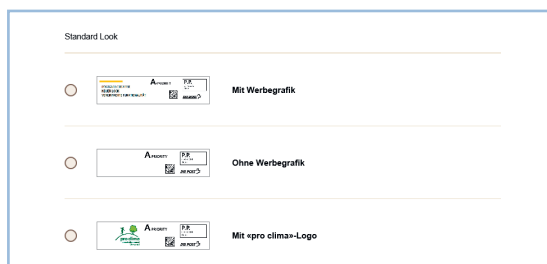 Standard Look
A PRIORITY
P.P.
DIE POST
Mit Werbegrafik
A PRIORITY
P.P.
DIE POST
Ohne Werbegrafik
pro clima
A PRIORITY
P.P.
DIE POST
Mit «pro clima»-Logo